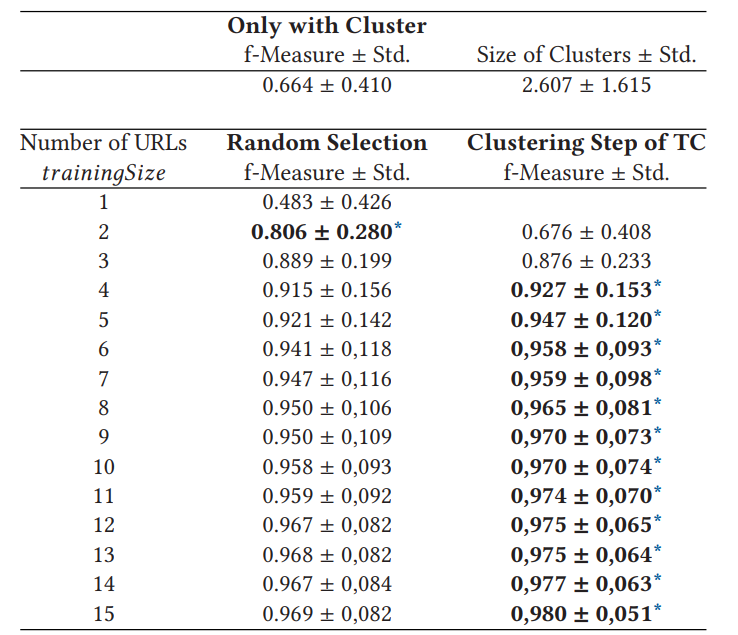 Only with Cluster
f-Measure ± Std. Size of Clusters ± Std.
0.664 ± 0.410 2.607 ± 1.615
Number of URLs Random Selection Clustering Step of TC
trainingSize f-Measure ± Std. f-Measure ± Std.
1 0.483 ± 0.426
2 0.806 ± 0.280* 0.676 ± 0.408
3 0.889 ± 0.199 0.876 ± 0.233
4 0.915 ± 0.156 0.927 ± 0.153*
5 0.921 ± 0.142 0.947 ± 0.120*
6 0.941 ± 0,118 0,958 ± 0,093*
7 0.947 ± 0,116 0,959 ± 0,098*
8 0.950 ± 0,106 0,965 ± 0,081*
9 0.950 ± 0,109 0,970 ± 0,073*
10 0.958 ± 0,093 0,970 ± 0,074*
11 0.959 ± 0,092 0,974 ± 0,070*
12 0.967 ± 0,082 0,975 ± 0,065*
13 0.968 ± 0,082 0,975 ± 0,064*
14 0.967 ± 0,084 0,977 ± 0,063*
15 0.969 ± 0,082 0,980 ± 0,051*